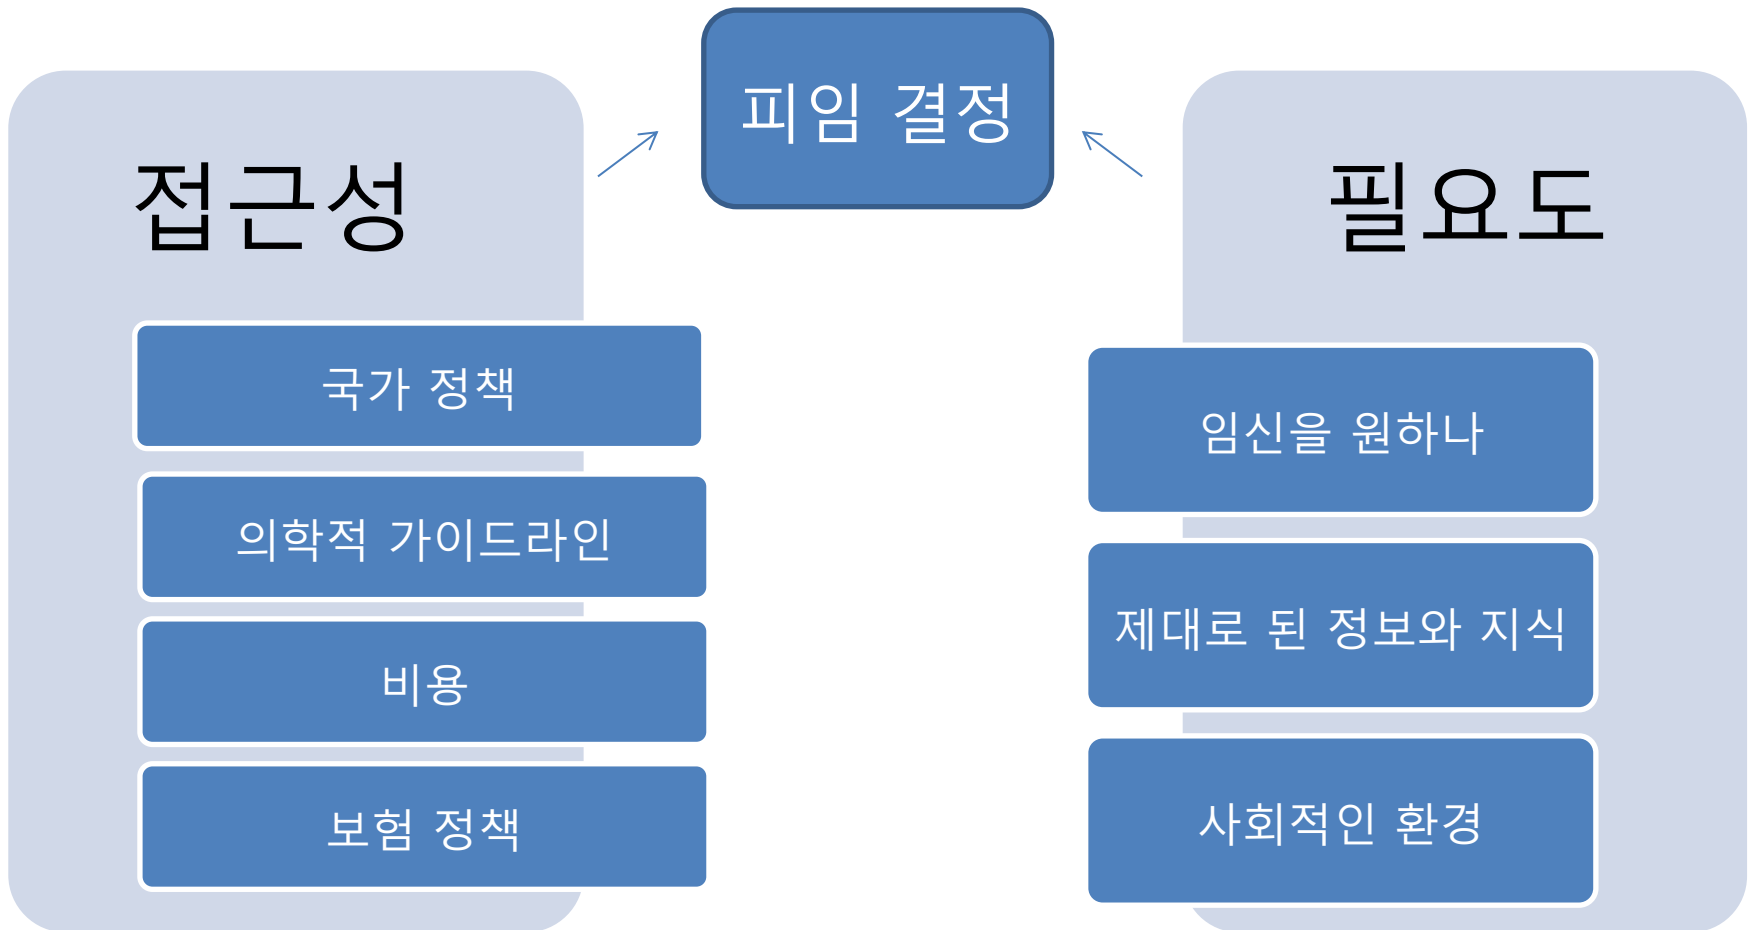 피임 결정
접근성
국가 정책
의학적 가이드라인
비용
보험 정책
필요도
임신을 원하나
제대로 된 정보와 지식
사회적인 환경